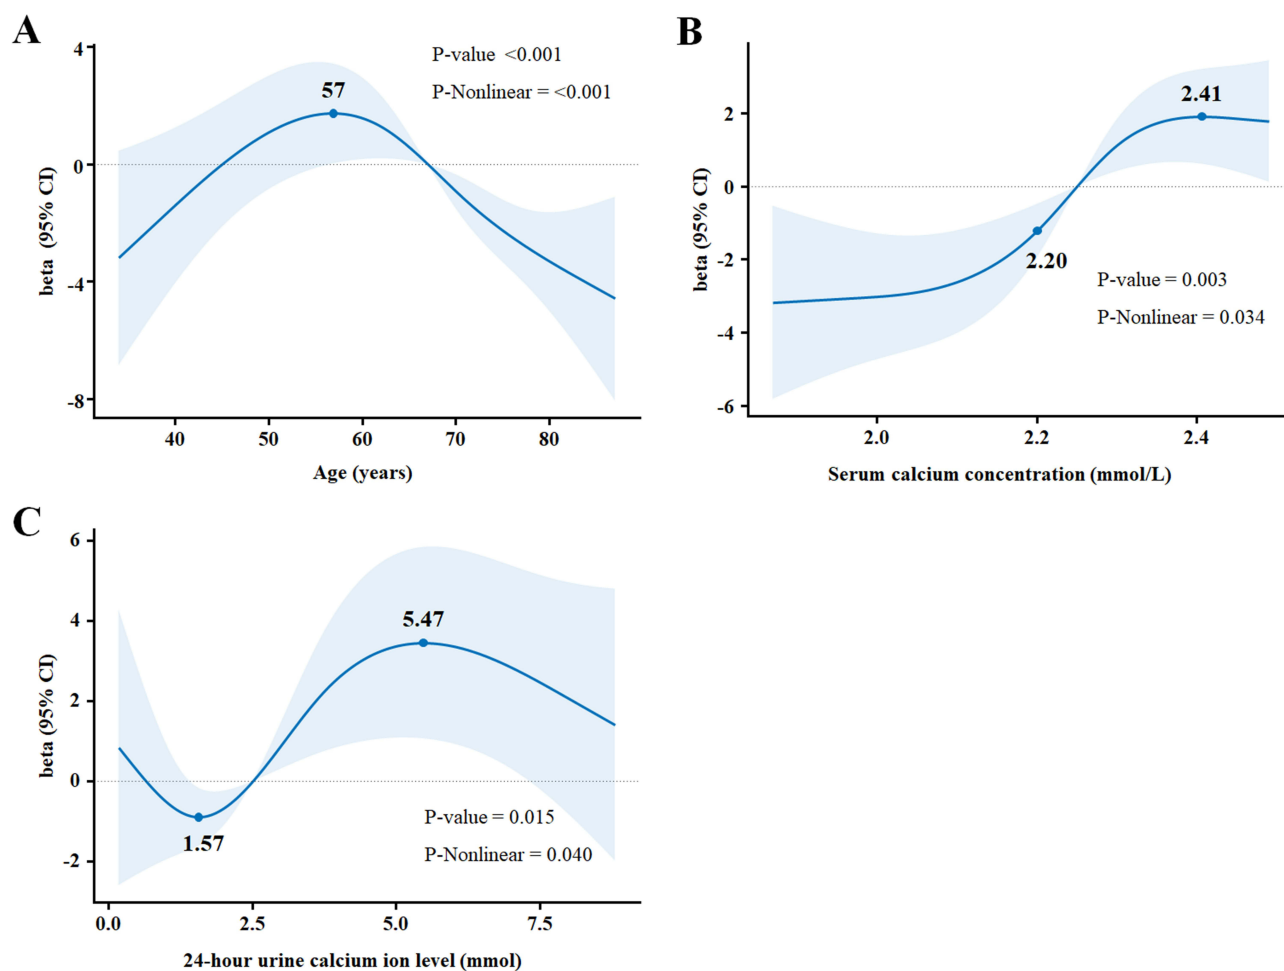 A
P-value <0.001
P-Nonlinear = <0.001
57
4
0
-4
-8
beta (95% CI)
40
50
60
70
80
Age (years)
B
2.41
2.20
P-value = 0.003
P-Nonlinear = 0.034
2
0
-2
-4
-6
beta (95% CI)
2.0
2.2
2.4
Serum calcium concentration (mmol/L)
C
5.47
1.57
P-value = 0.015
P-Nonlinear = 0.040
6
4
2
0
-2
beta (95% CI)
0.0
2.5
5.0
7.5
24-hour urine calcium ion level (mmol)